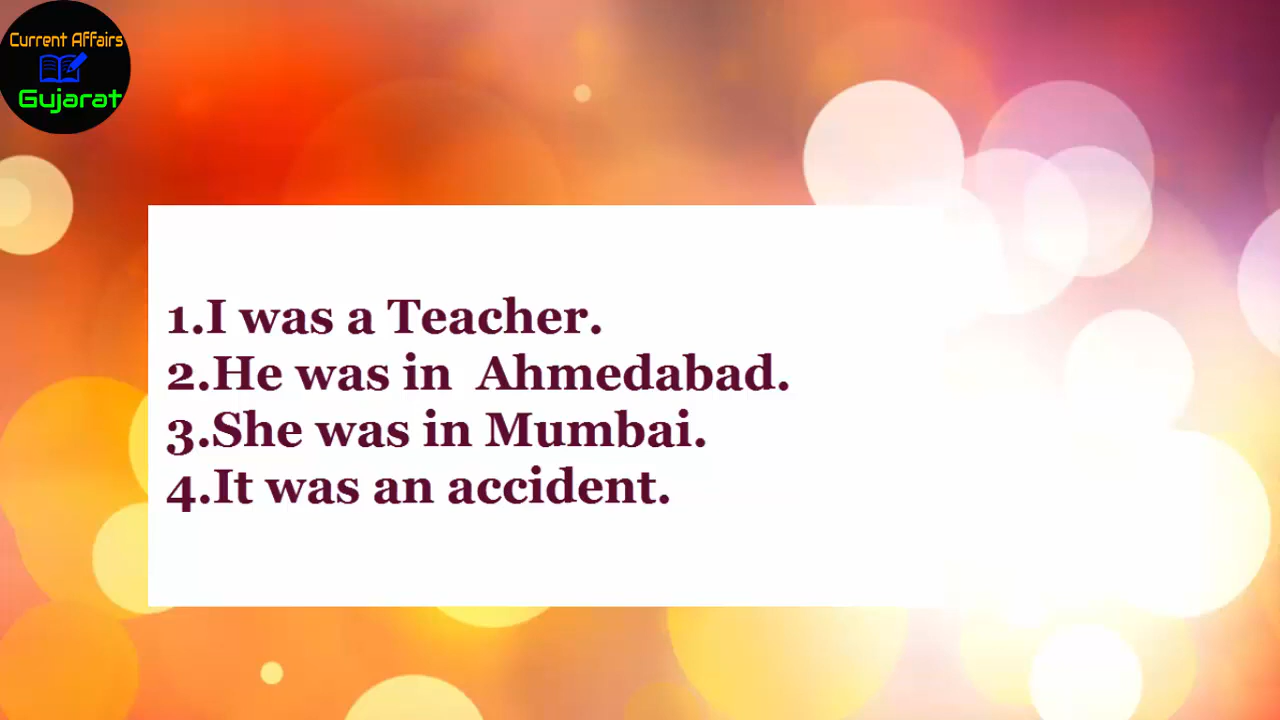 Current Affairs
Gujarat
1.I was a Teacher.
2.He was in  Ahmedabad.
3.She was in Mumbai.
4.It was an accident.